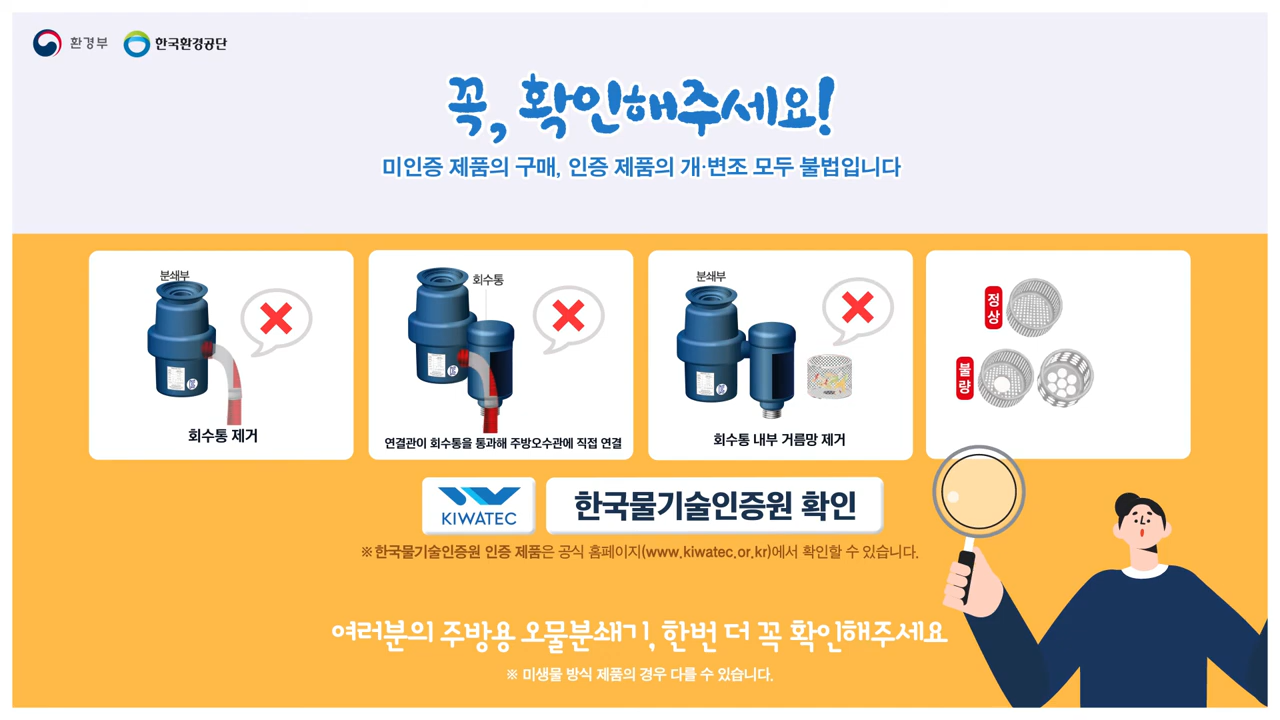 환경부 한국환경공단
꼭, 확인해주세요!
미인증 제품의 구매, 인증 제품의 개·변조 모두 불법입니다
분쇄부
회수통 제거
회수통
연결관이 회수통을 통과해 주방오수관에 직접 연결
분쇄부
회수통 내부 거름망 제거
정상
불량
KIWATEC
한국물기술인증원 확인
※ 한국물기술인증원 인증 제품은 공식 홈페이지(www.kiwatec.or.kr)에서 확인할 수 있습니다.
여러분의 주방용 오물분쇄기, 한번 더 꼭 확인해주세요
※ 미생물 방식 제품의 경우 다를 수 있습니다.